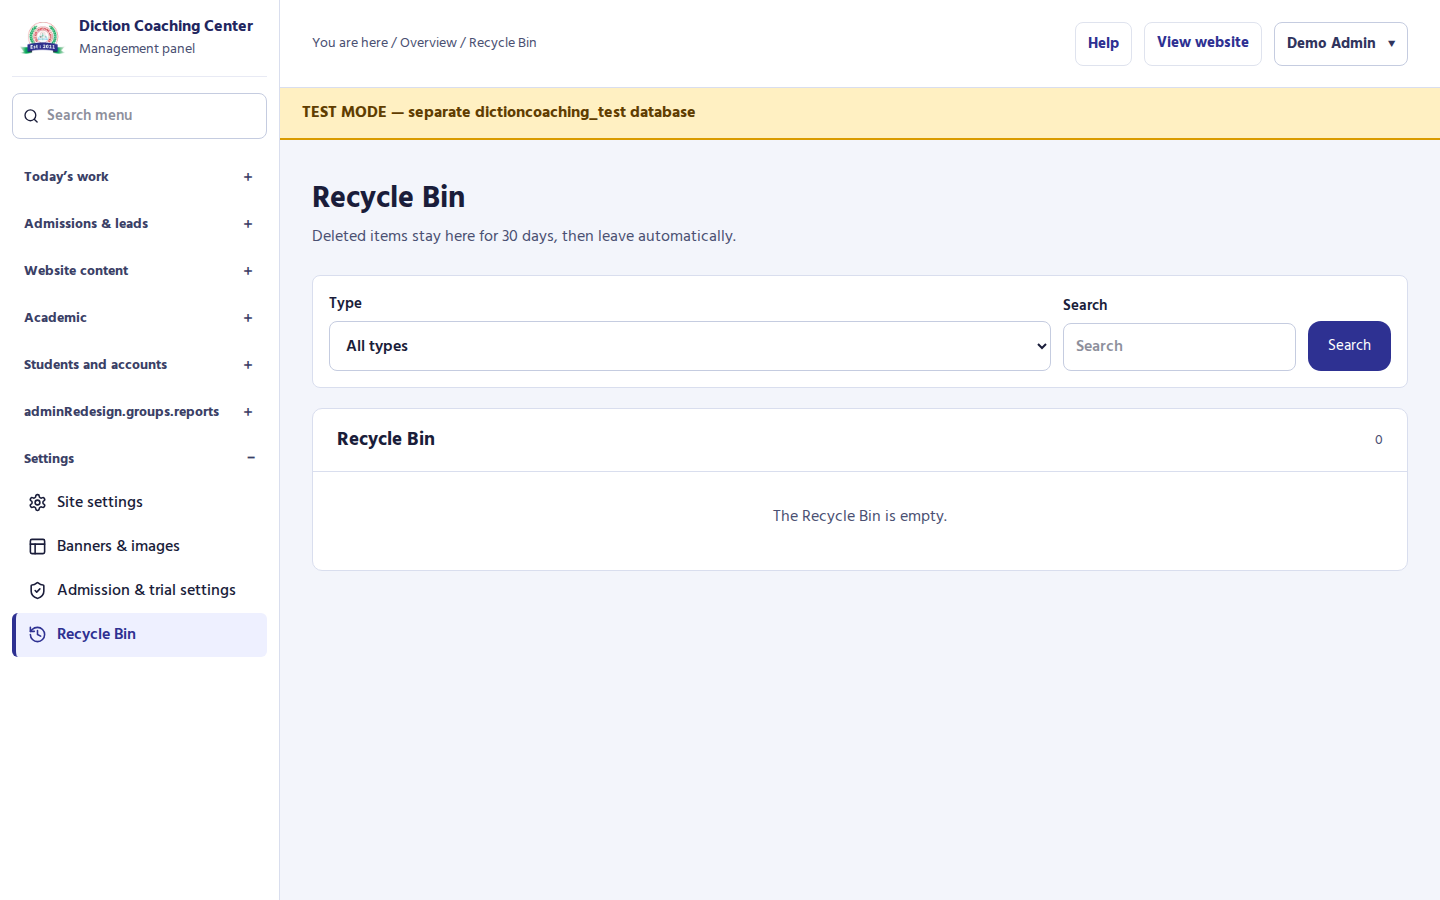 Diction Coaching Center
Management panel
Est : 2011
Search menu
Today’s work +
Admissions & leads +
Website content +
Academic +
Students and accounts +
adminRedesign.groups.reports +
Settings −
Site settings
Banners & images
Admission & trial settings
Recycle Bin
You are here / Overview / Recycle Bin
Help
View website
Demo Admin ▾
TEST MODE — separate dictioncoaching_test database
Recycle Bin
Deleted items stay here for 30 days, then leave automatically.
Type
All types
Search
Search
Search
Recycle Bin
0
The Recycle Bin is empty.